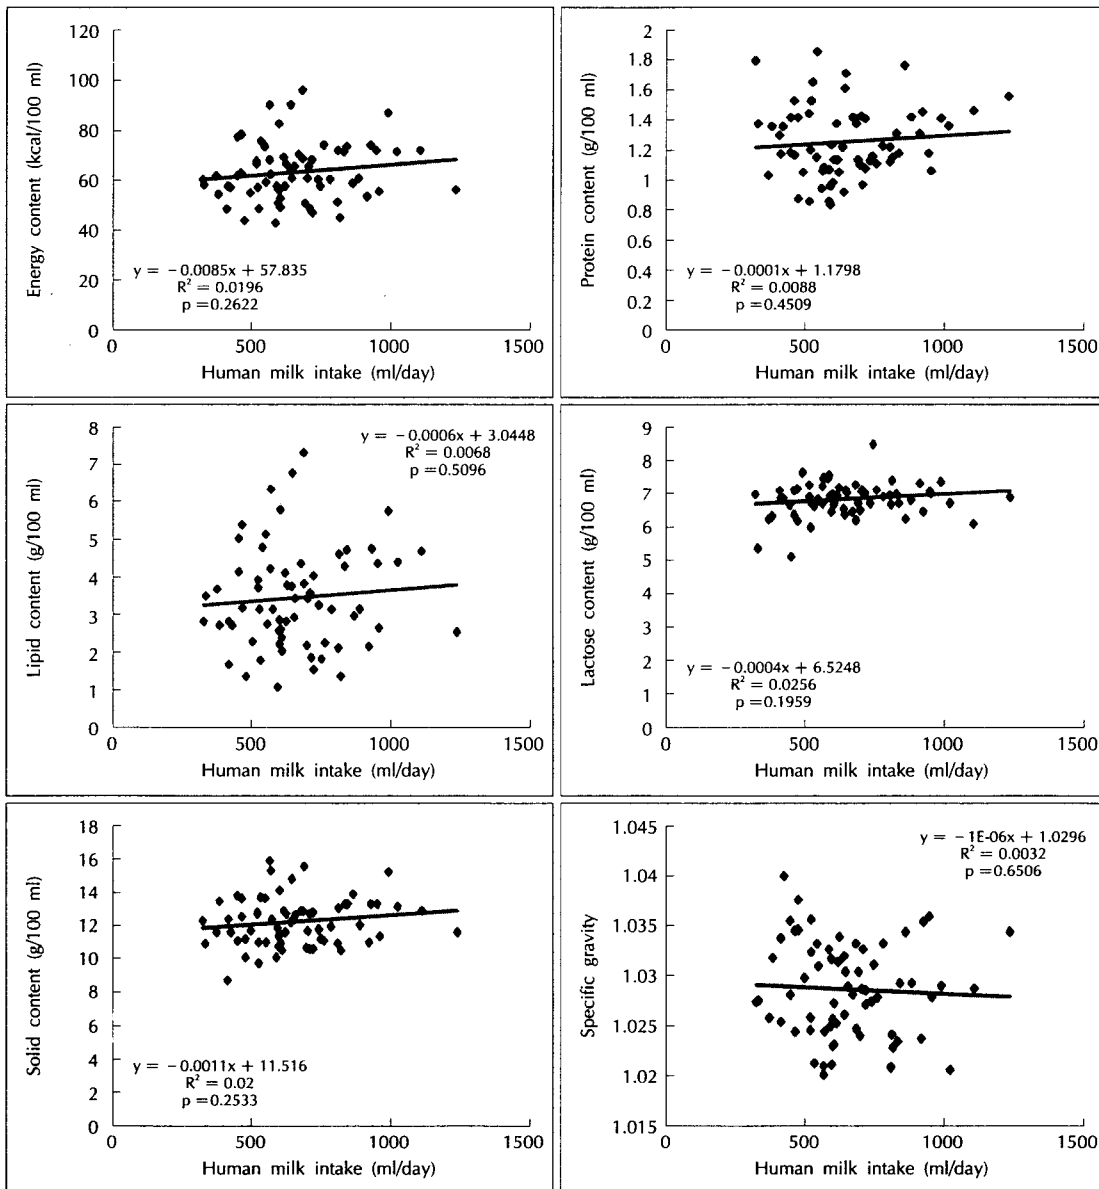 Energy content (kcal/100 ml)
120
100
80
60
40
20
0
y = −0.0085x + 57.835
R² = 0.0196
p =0.2622
0 500 1000 1500
Human milk intake (ml/day)
Protein content (g/100 ml)
2
1.8
1.6
1.4
1.2
1
0.8
0.6
0.4
0.2
0
y = −0.0001x + 1.1798
R² = 0.0088
p =0.4509
0 500 1000 1500
Human milk intake (ml/day)
Lipid content (g/100 ml)
8
7
6
5
4
3
2
1
0
y = −0.0006x + 3.0448
R² = 0.0068
p =0.5096
0 500 1000 1500
Human milk intake (ml/day)
Lactose content (g/100 ml)
9
8
7
6
5
4
3
2
1
0
y = −0.0004x + 6.5248
R² = 0.0256
p =0.1959
0 500 1000 1500
Human milk intake (ml/day)
Solid content (g/100 ml)
18
16
14
12
10
8
6
4
2
0
y = −0.0011x + 11.516
R² = 0.02
p =0.2533
0 500 1000 1500
Human milk intake (ml/day)
Specific gravity
1.045
1.04
1.035
1.03
1.025
1.02
1.015
y = −1E-06x + 1.0296
R² = 0.0032
p =0.6506
0 500 1000 1500
Human milk intake (ml/day)